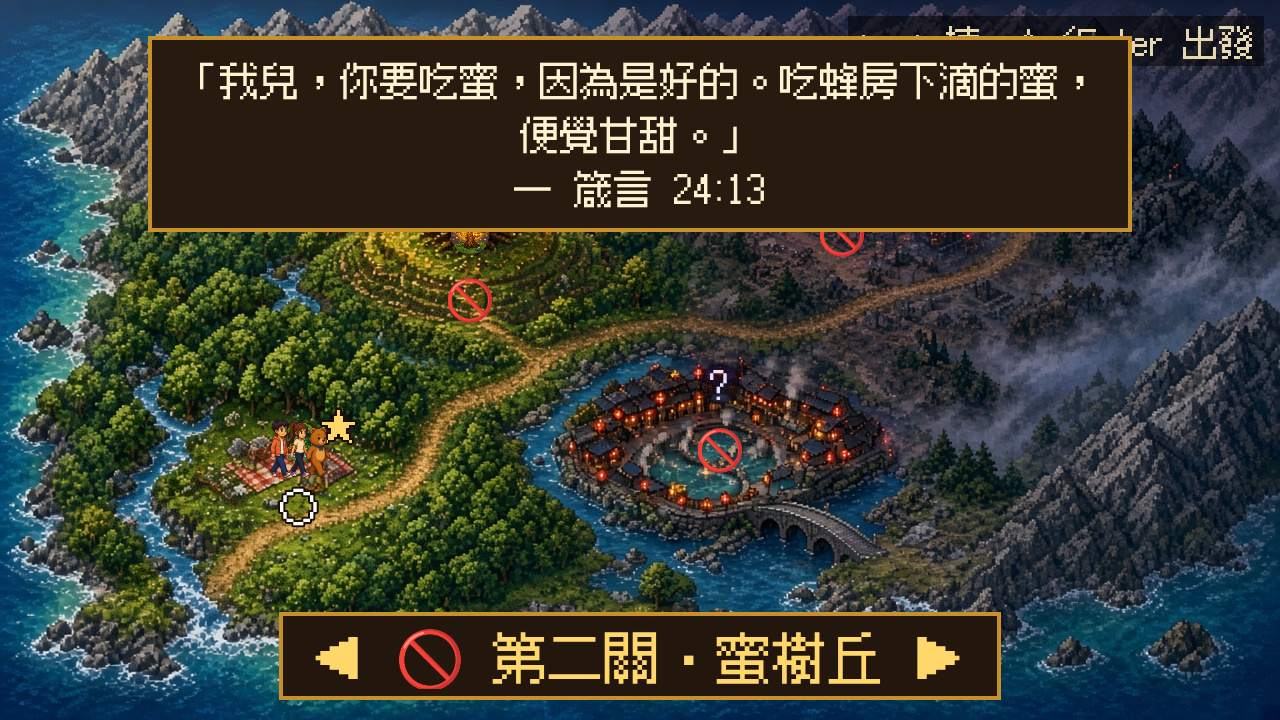 er 出發
「我兒，你要吃蜜，因為是好的。吃蜂房下滴的蜜，
便覺甘甜。」
— 箴言 24:13
?
第二關·蜜樹丘